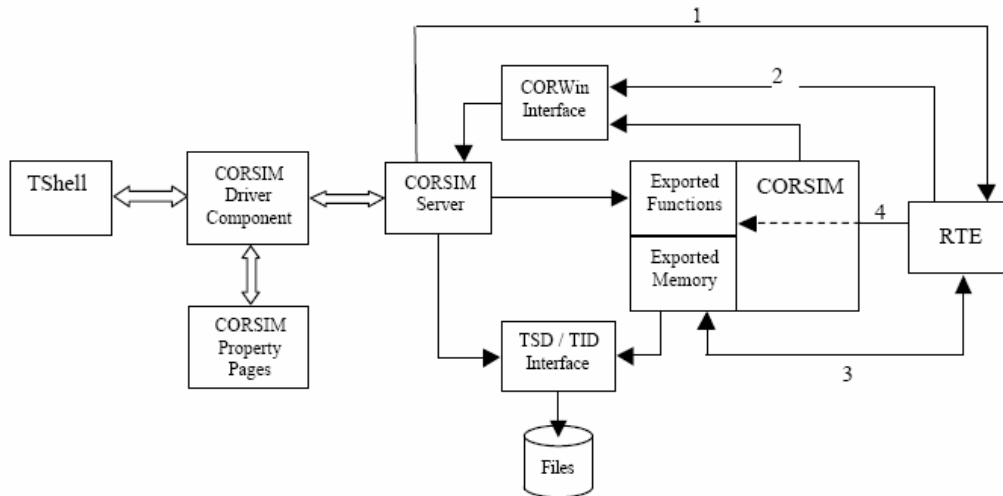 1
2
CORWin
Interface
TShell
CORSIM
Driver
Component
CORSIM
Server
Exported
Functions
CORSIM
4
RTE
Exported
Memory
CORSIM
Property
Pages
TSD / TID
Interface
3
Files